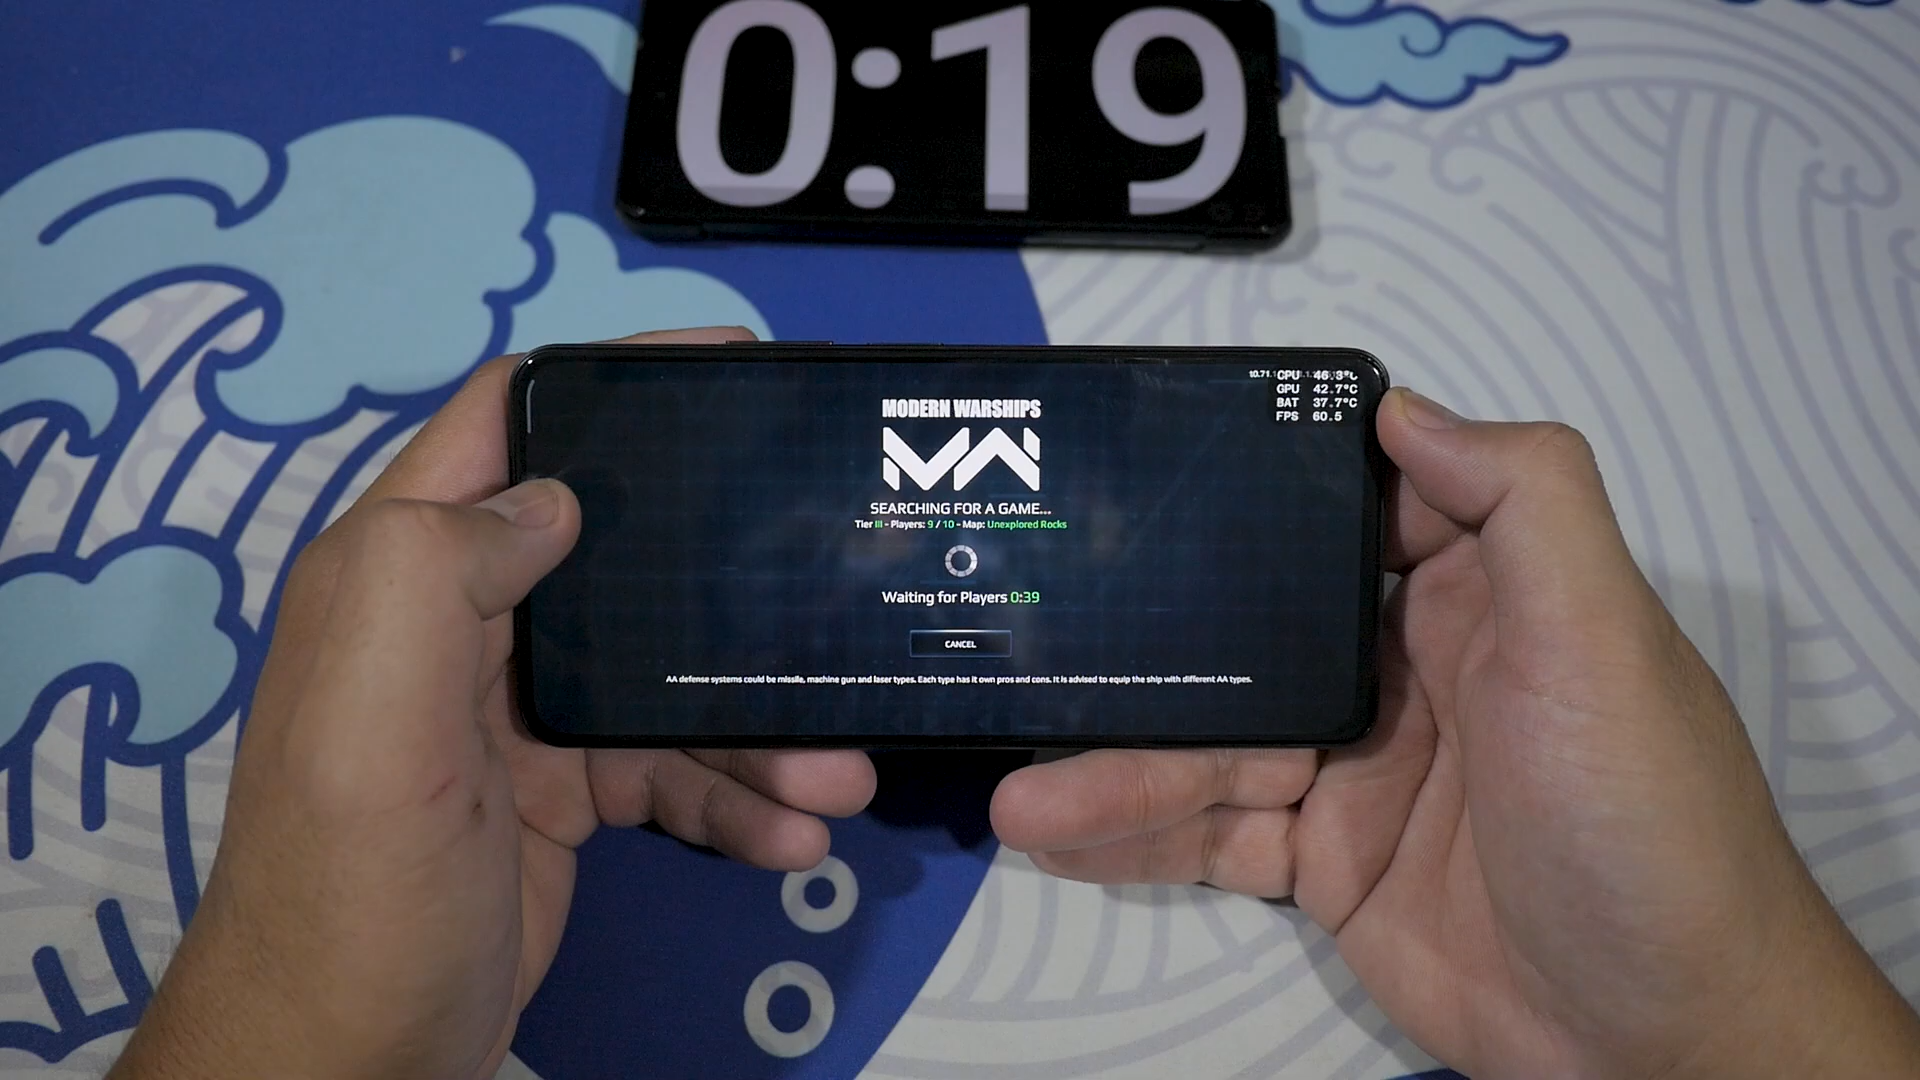 0:19
CPU 46.3°C
GPU 42.7°C
BAT 37.7°C
FPS 60.5
MODERN WARSHIPS
SEARCHING FOR A GAME...
Tier III - Players: 9 / 10 - Map: Unexplored Rocks
Waiting for Players 0:39
CANCEL
AA defense systems could be missile, machine gun and laser types. Each type has it own pros and cons. It is advised to equip the ship with different AA types.